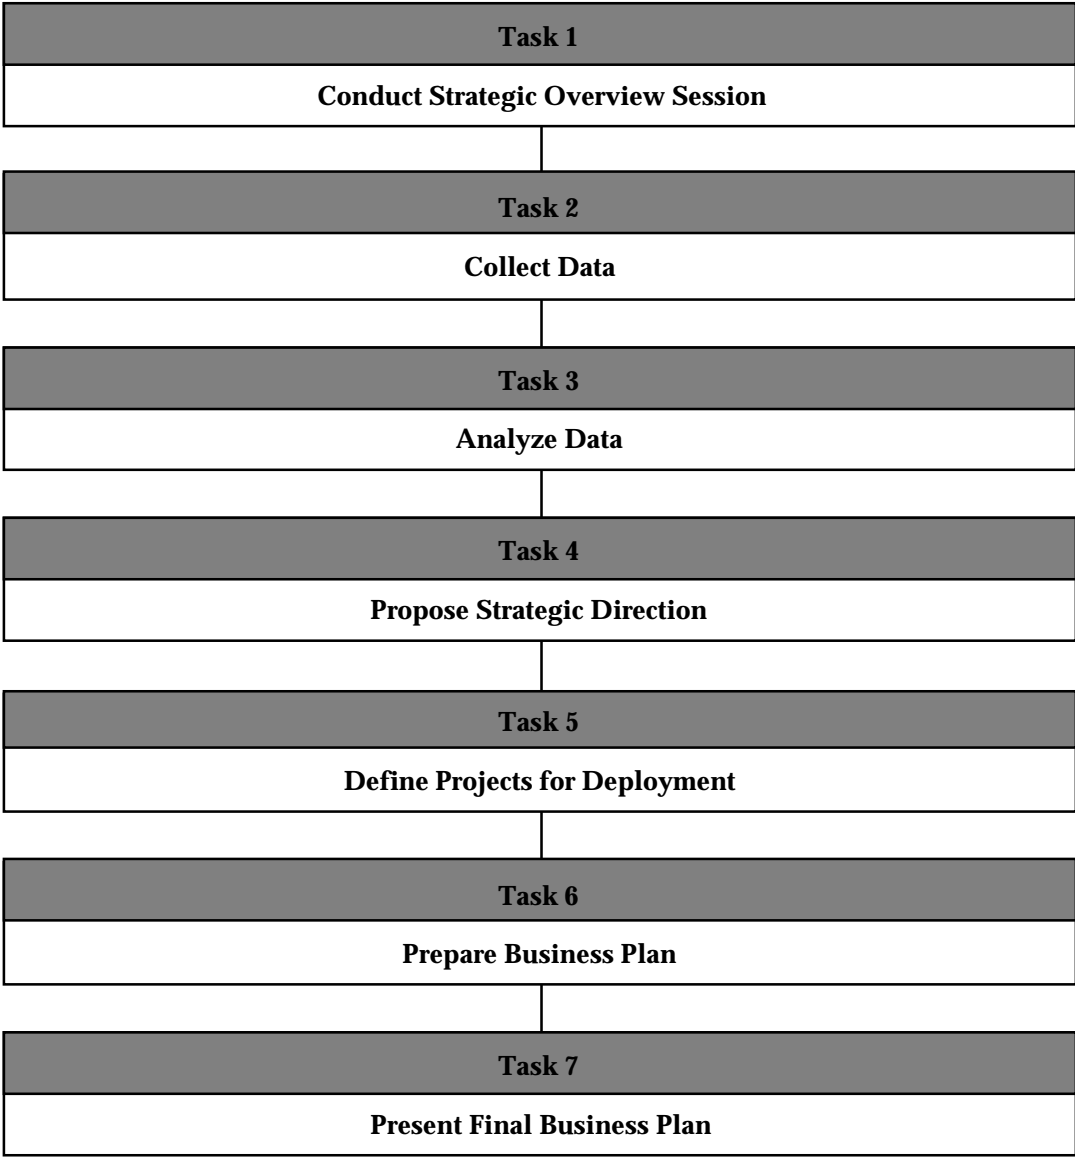 Task 1
Conduct Strategic Overview Session
Task 2
Collect Data
Task 3
Analyze Data
Task 4
Propose Strategic Direction
Task 5
Define Projects for Deployment
Task 6
Prepare Business Plan
Task 7
Present Final Business Plan